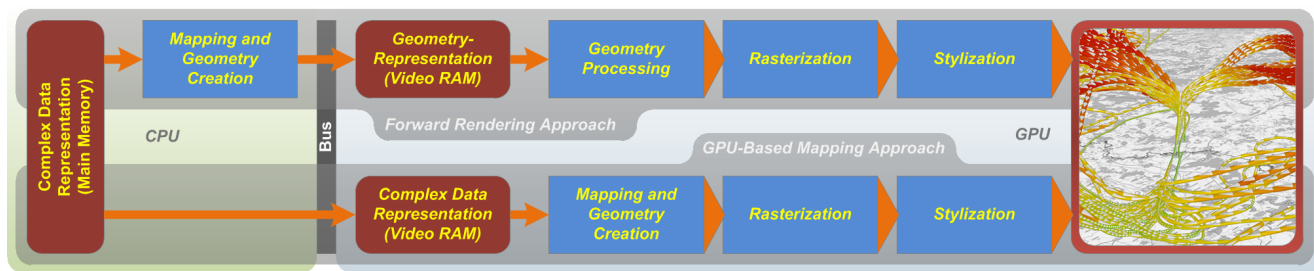 Complex Data
Representation
(Main Memory)
Mapping and
Geometry
Creation
Geometry-
Representation
(Video RAM)
Geometry
Processing
Rasterization
Stylization
CPU
Bus
Forward Rendering Approach
GPU-Based Mapping Approach
GPU
Complex Data
Representation
(Video RAM)
Mapping and
Geometry
Creation
Rasterization
Stylization